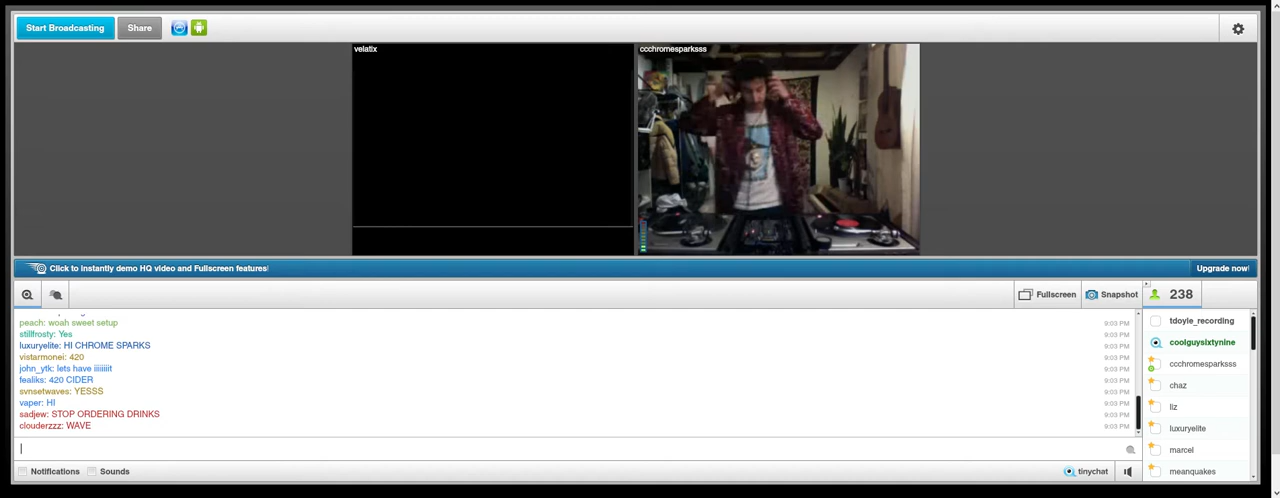 Start Broadcasting Share
velatix ccchromesparksss
Click to instantly demo HQ video and Fullscreen features! Upgrade now!
Fullscreen Snapshot 238
peach: woah sweet setup 9:03 PM
stillfrosty: Yes 9:03 PM
luxuryelite: HI CHROME SPARKS 9:03 PM
vistarmonei: 420 9:03 PM
john_ytk: lets have iiiiiiiit 9:03 PM
fealiks: 420 CIDER 9:03 PM
svnsetwaves: YESSS 9:03 PM
vaper: HI 9:03 PM
sadjew: STOP ORDERING DRINKS 9:03 PM
clouderzzz: WAVE 9:03 PM
tdoyle_recording
coolguysixtynine
ccchromesparksss
chaz
liz
luxuryelite
marcel
meanquakes
Notifications Sounds tinychat